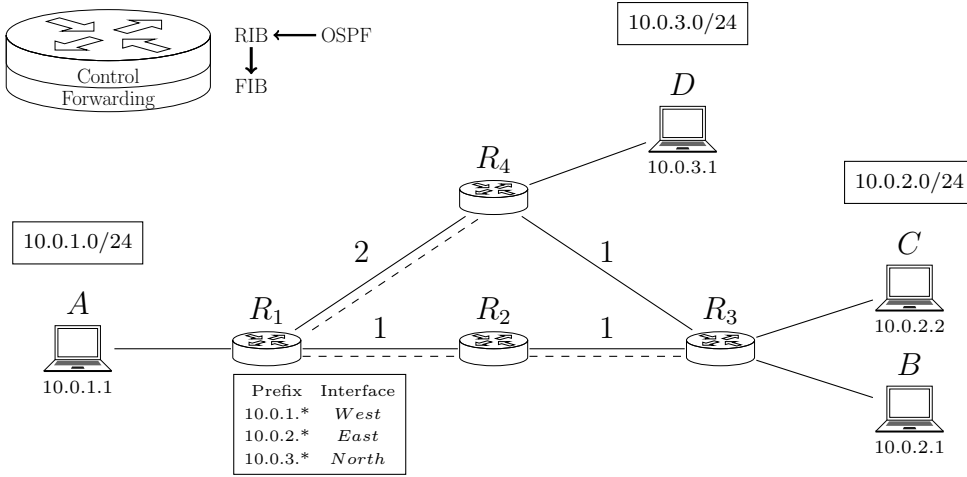 10.0.3.0/24
RIB OSPF
FIB
Control
Forwarding
D
10.0.3.1
R4
10.0.2.0/24
10.0.1.0/24
2
1
C
10.0.2.2
A
10.0.1.1
R1
1
R2
1
R3
B
10.0.2.1
Prefix Interface
10.0.1.* West
10.0.2.* East
10.0.3.* North